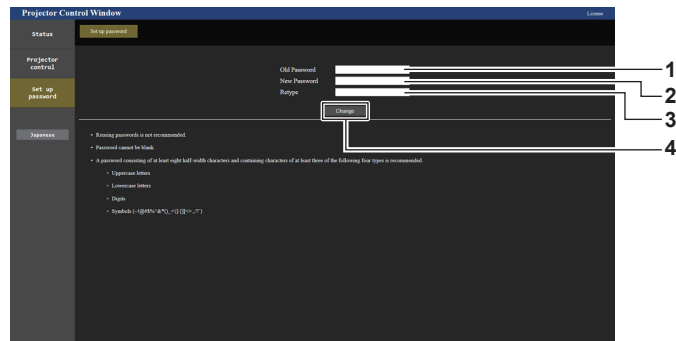 Projector Control Window
License
Status
Set up password
Projector
control
Set up
password
Japanese
Old Password
New Password
Retype
Change
1
2
3
4
• Reusing passwords is not recommended.
• Password cannot be blank.
• A password consisting of at least eight half-width characters and containing characters of at least three of the following four types is recommended.
◦ Uppercase letters
◦ Lowercase letters
◦ Digits
◦ Symbols